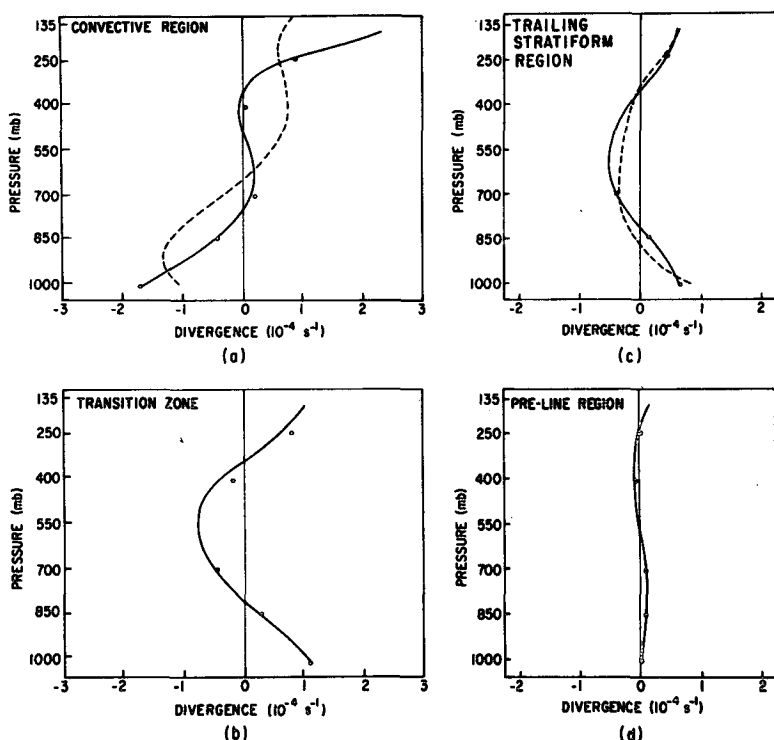 CONVECTIVE REGION
135
250
400
550
700
850
1000
PRESSURE (mb)
-3 -2 -1 0 1 2 3
DIVERGENCE (10⁻⁴ s⁻¹)
(a)
TRAILING
STRATIFORM
REGION
135
250
400
550
700
850
1000
PRESSURE (mb)
-2 -1 0 1 2
DIVERGENCE (10⁻⁴ s⁻¹)
(c)
TRANSITION ZONE
135
250
400
550
700
850
1000
PRESSURE (mb)
-3 -2 -1 0 1 2 3
DIVERGENCE (10⁻⁴ s⁻¹)
(b)
PRE-LINE REGION
135
250
400
550
700
850
1000
PRESSURE (mb)
-2 -1 0 1 2
DIVERGENCE (10⁻⁴ s⁻¹)
(d)